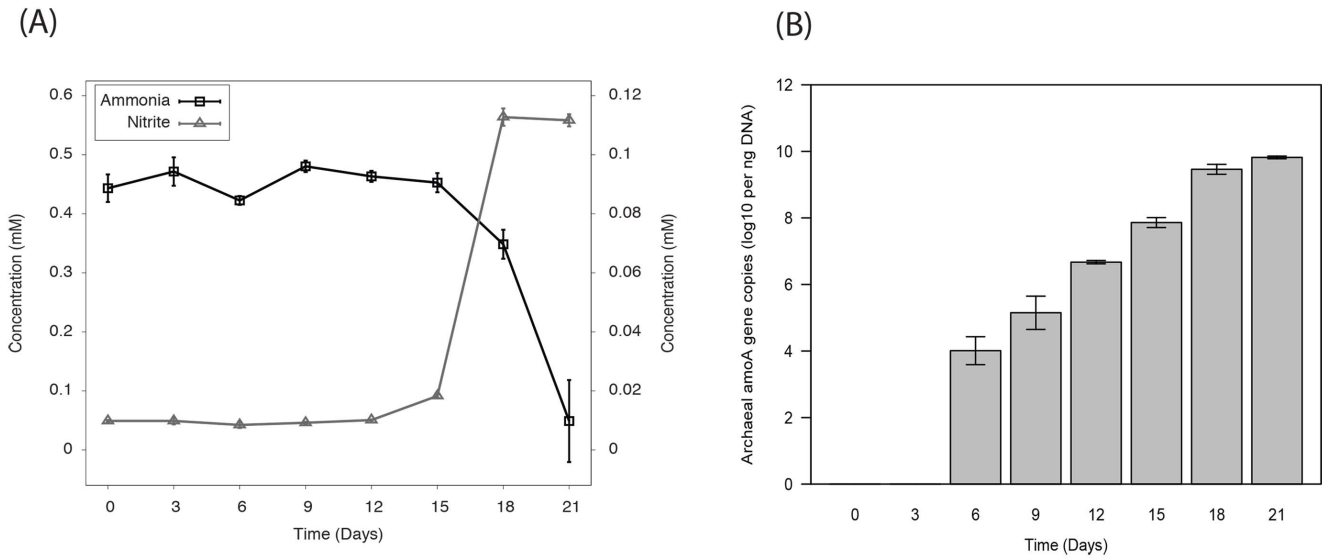 (A)
Ammonia
Nitrite
0.6
0.5
0.4
0.3
0.2
0.1
0
Concentration (mM)
0.12
0.1
0.08
0.06
0.04
0.02
0
Concentration (mM)
0 3 6 9 12 15 18 21
Time (Days)
(B)
12
10
8
6
4
2
0
Archaeal amoA gene copies (log10 per ng DNA)
0 3 6 9 12 15 18 21
Time (Days)